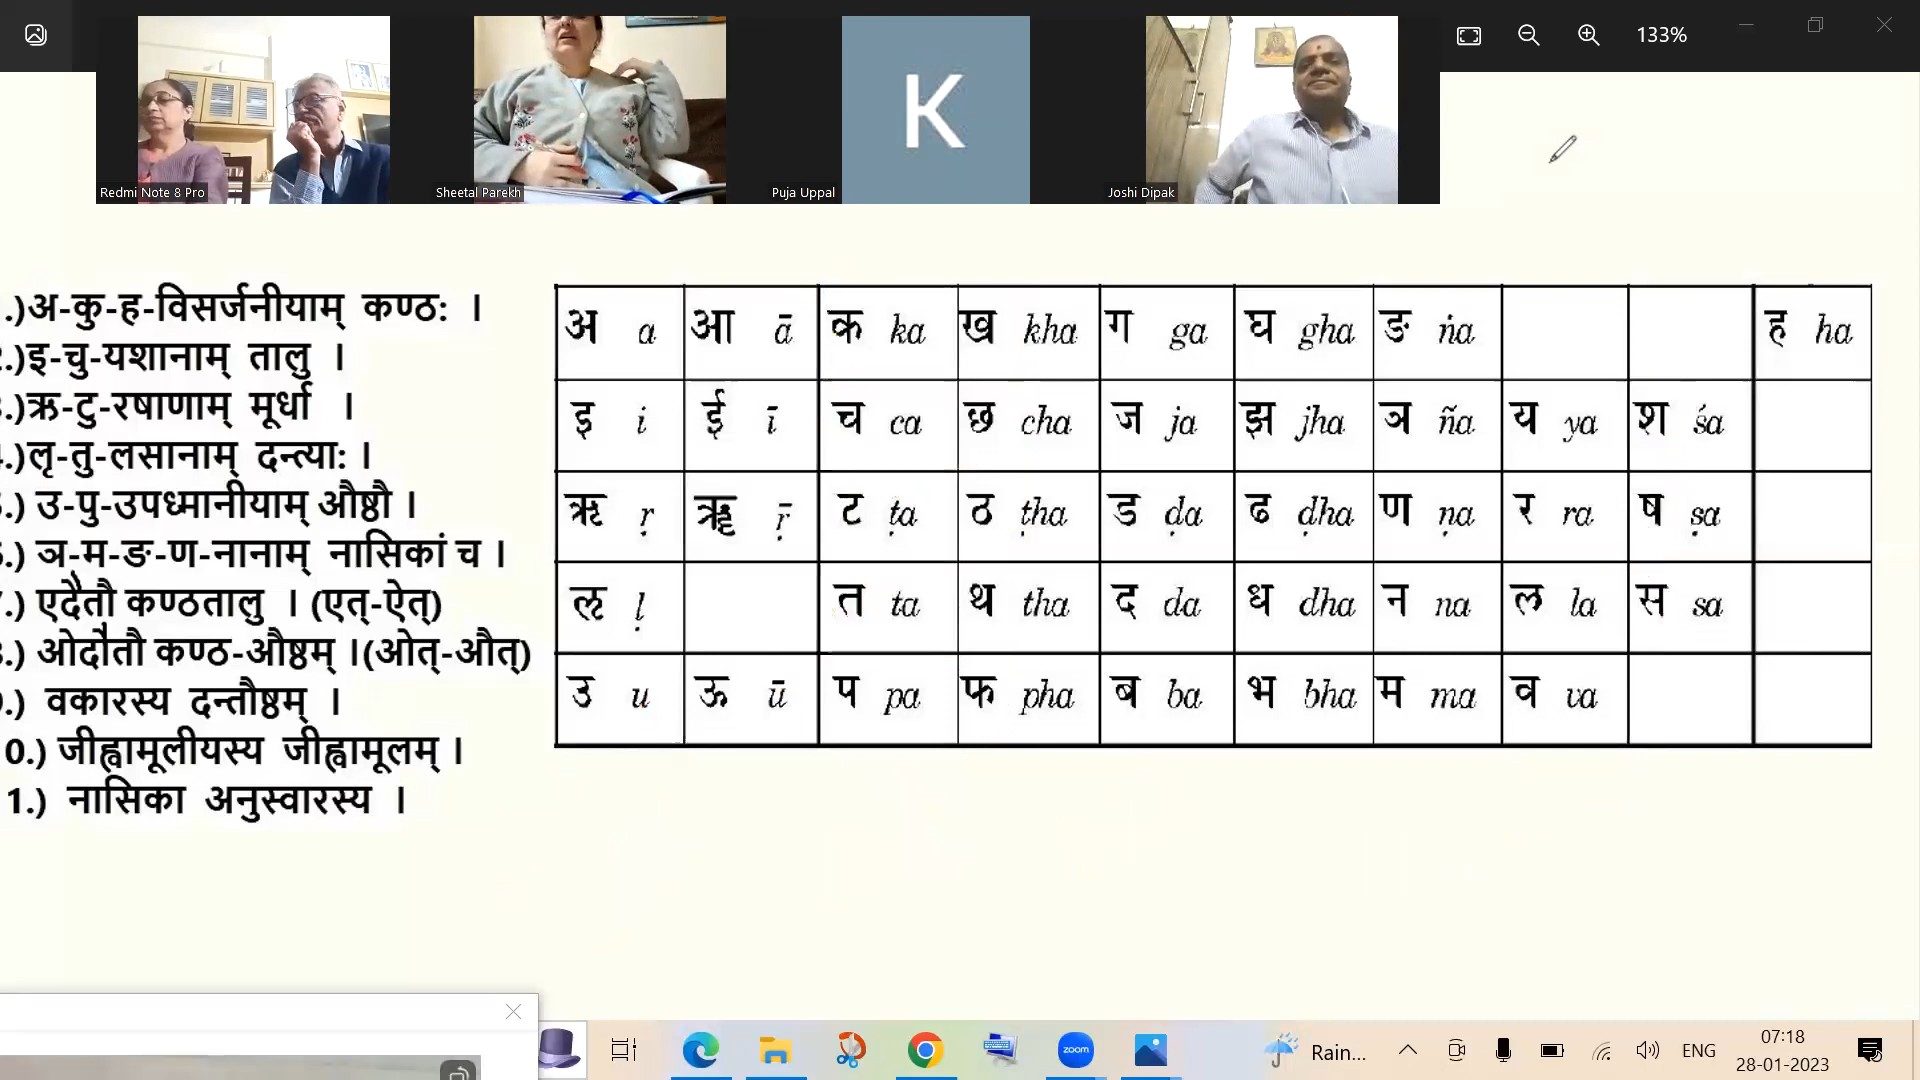 133%
K
Redmi Note 8 Pro
Sheetal Parekh
Puja Uppal
Joshi Dipak
.)अ-कु-ह-विसर्जनीयाम् कण्ठः ।
.)इ-चु-यशानाम् तालु ।
.)ऋ-टु-रषाणाम् मूर्धा ।
.)लृ-तु-लसानाम् दन्त्याः ।
.) उ-पु-उपध्मानीयाम् औष्ठौ ।
.) ञ-म-ङ-ण-नानाम् नासिकां च ।
.) एदैतौ कण्ठतालु । (एत्-ऐत्)
.) ओदौतौ कण्ठ-औष्ठम् ।(ओत्-औत्)
.) वकारस्य दन्तौष्ठम् ।
0.) जीह्वामूलीयस्य जीह्वामूलम् ।
1.) नासिका अनुस्वारस्य ।
अ a आ ā क ka ख kha ग ga घ gha ङ ṅa ह ha
इ i ई ī च ca छ cha ज ja झ jha ञ ña य ya श śa
ऋ ṛ ॠ ṝ ट ṭa ठ ṭha ड ḍa ढ ḍha ण ṇa र ra ष ṣa
ऌ ḷ त ta थ tha द da ध dha न na ल la स sa
उ u ऊ ū प pa फ pha ब ba भ bha म ma व va
zoom
Rain...
ENG
07:18
28-01-2023